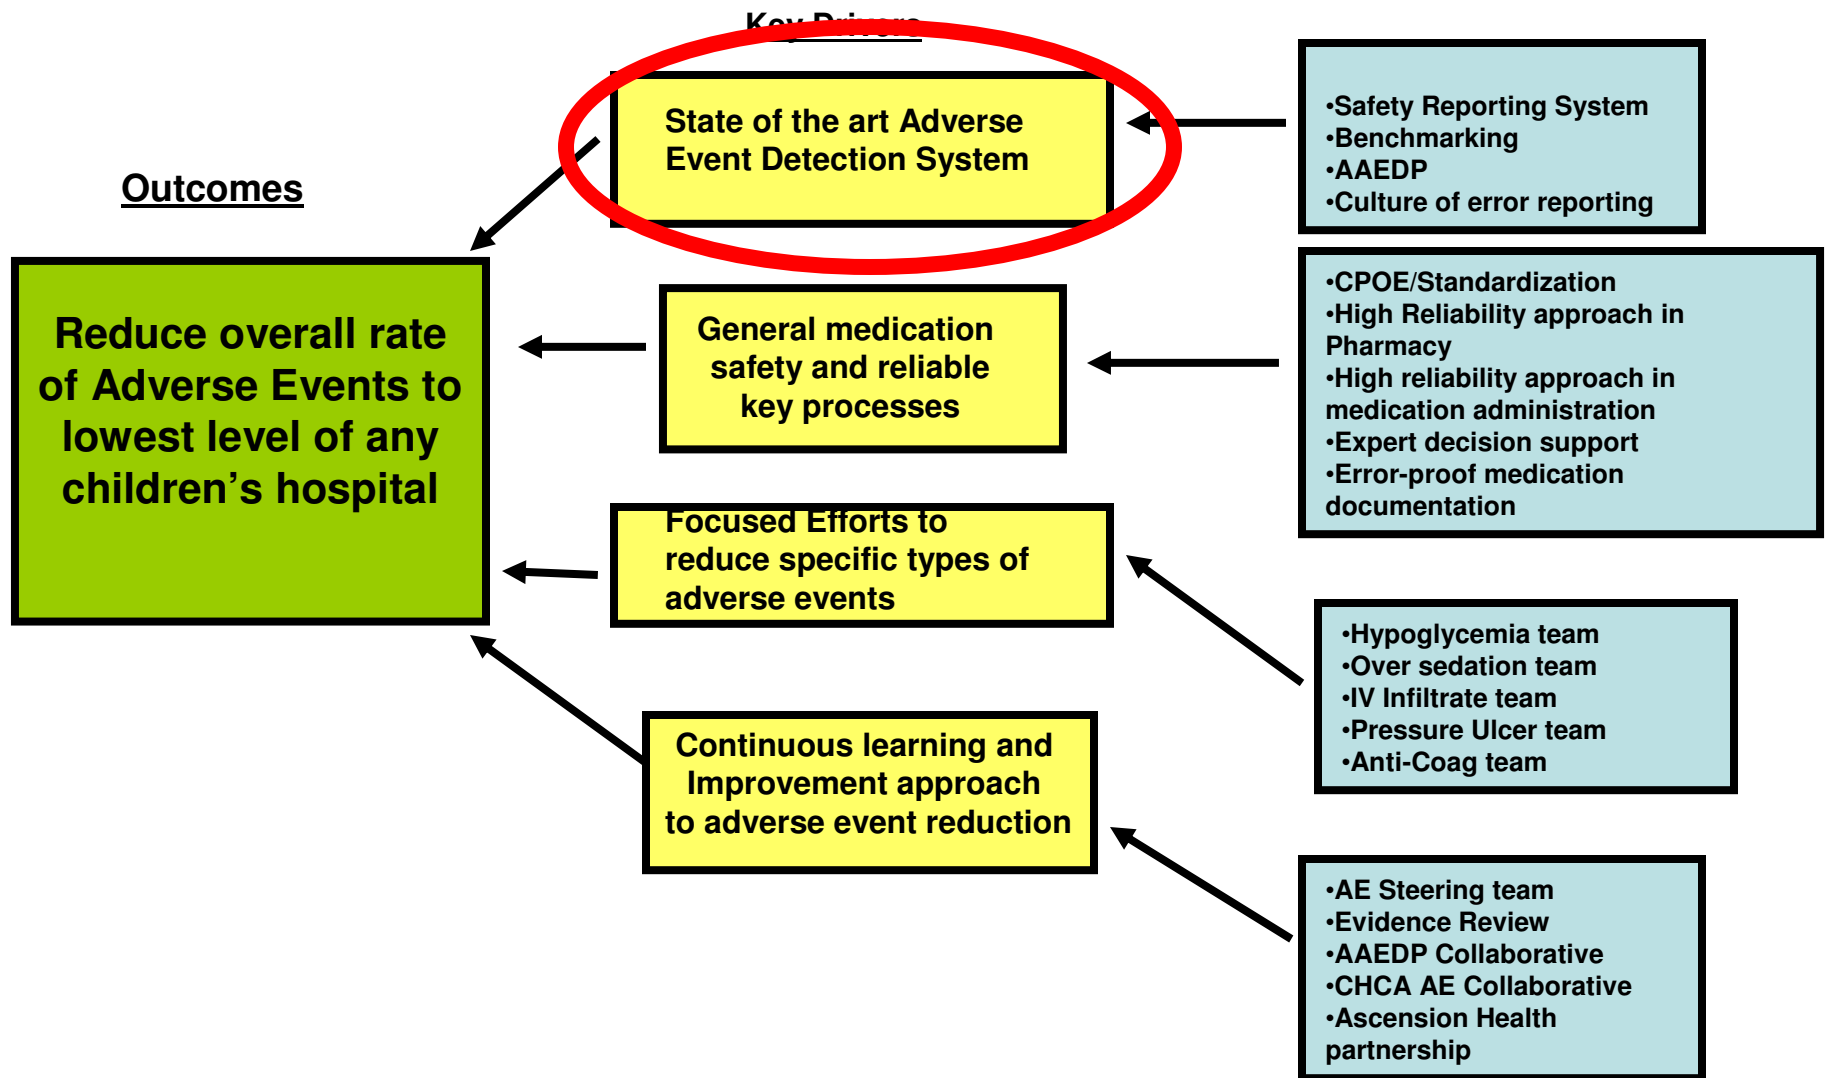 Key Drivers
State of the art Adverse
Event Detection System
•Safety Reporting System
•Benchmarking
•AAEDP
•Culture of error reporting
Outcomes
Reduce overall rate
of Adverse Events to
lowest level of any
children’s hospital
General medication
safety and reliable
key processes
•CPOE/Standardization
•High Reliability approach in
Pharmacy
•High reliability approach in
medication administration
•Expert decision support
•Error-proof medication
documentation
Focused Efforts to
reduce specific types of
adverse events
•Hypoglycemia team
•Over sedation team
•IV Infiltrate team
•Pressure Ulcer team
•Anti-Coag team
Continuous learning and
Improvement approach
to adverse event reduction
•AE Steering team
•Evidence Review
•AAEDP Collaborative
•CHCA AE Collaborative
•Ascension Health
partnership